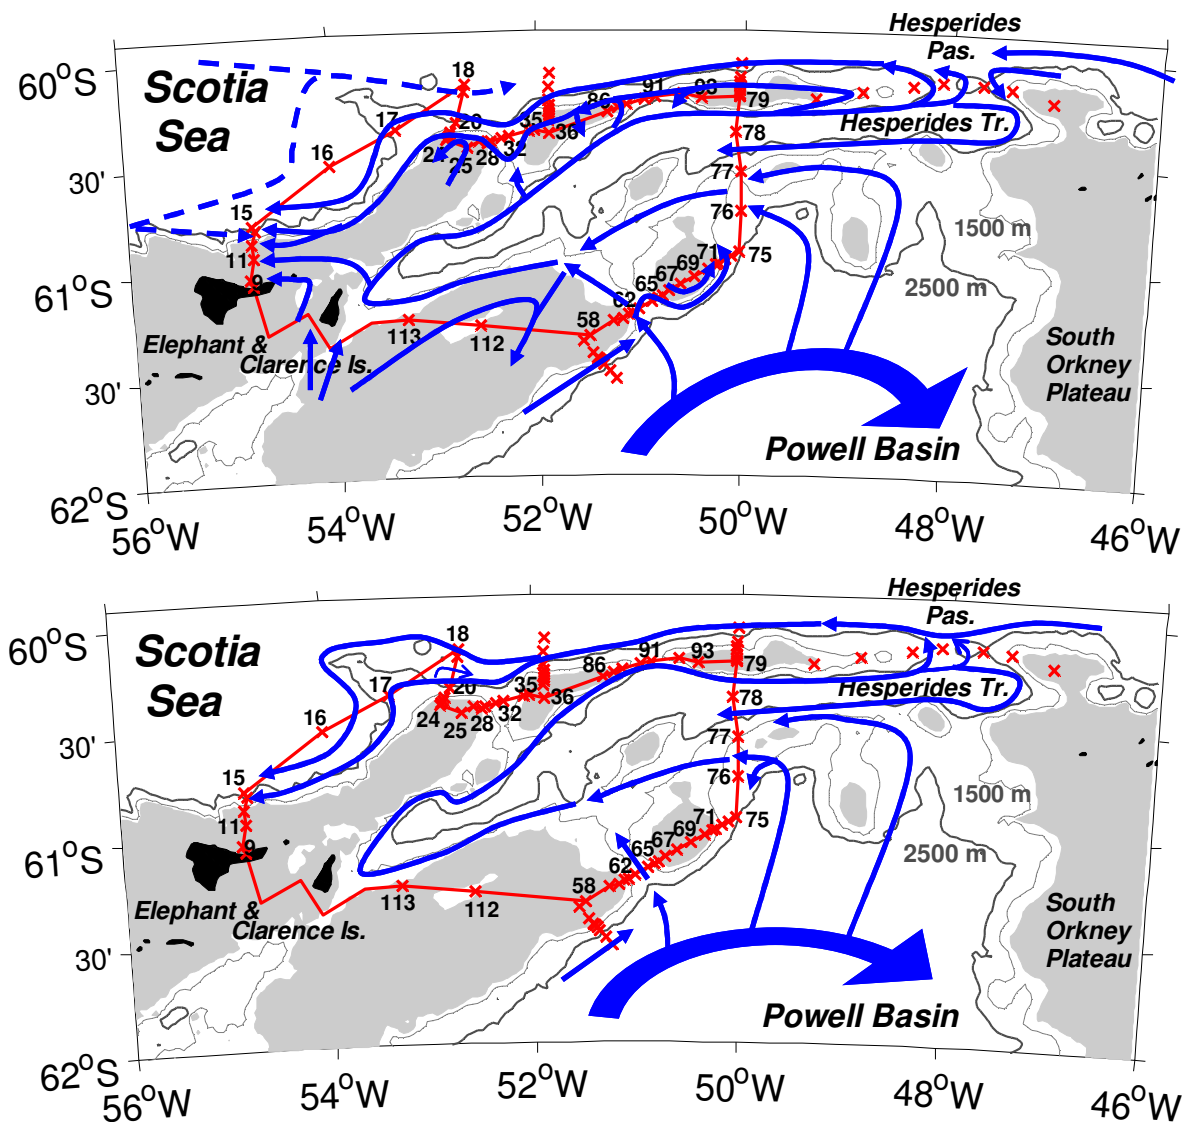 Hesperides
Pas.
60°S
Scotia
Sea
18
17
20
16
24
25
28
32
35
36
86
91
93
79
Hesperides Tr.
78
77
76
75
30'
15
11
9
61°S
71
69
67
65
62
58
1500 m
2500 m
Elephant &
Clarence Is.
113
112
South
Orkney
Plateau
30'
Powell Basin
62°S
56°W
54°W
52°W
50°W
48°W
46°W
Hesperides
Pas.
60°S
Scotia
Sea
18
17
20
16
24
25
28
32
35
36
86
91
93
79
Hesperides Tr.
78
77
76
75
30'
15
11
9
61°S
71
69
67
65
62
58
1500 m
2500 m
Elephant &
Clarence Is.
113
112
South
Orkney
Plateau
30'
Powell Basin
62°S
56°W
54°W
52°W
50°W
48°W
46°W